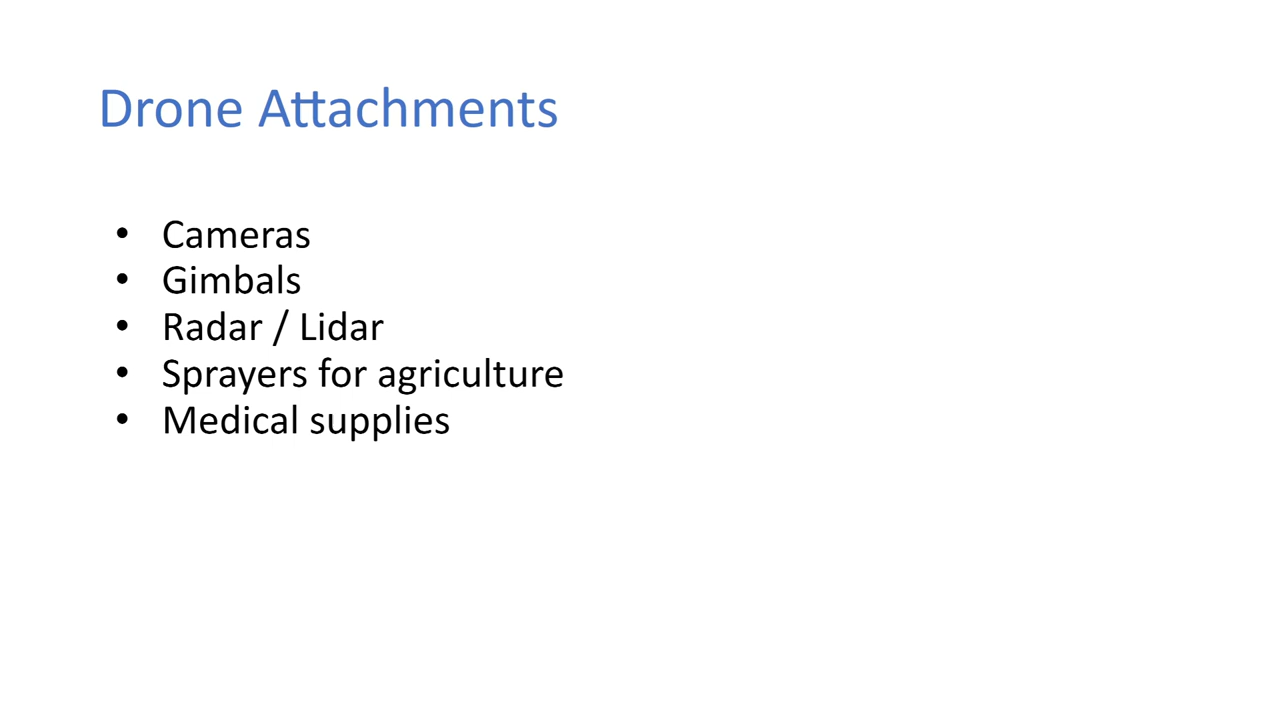 Drone Attachments
• Cameras
• Gimbals
• Radar / Lidar
• Sprayers for agriculture
• Medical supplies